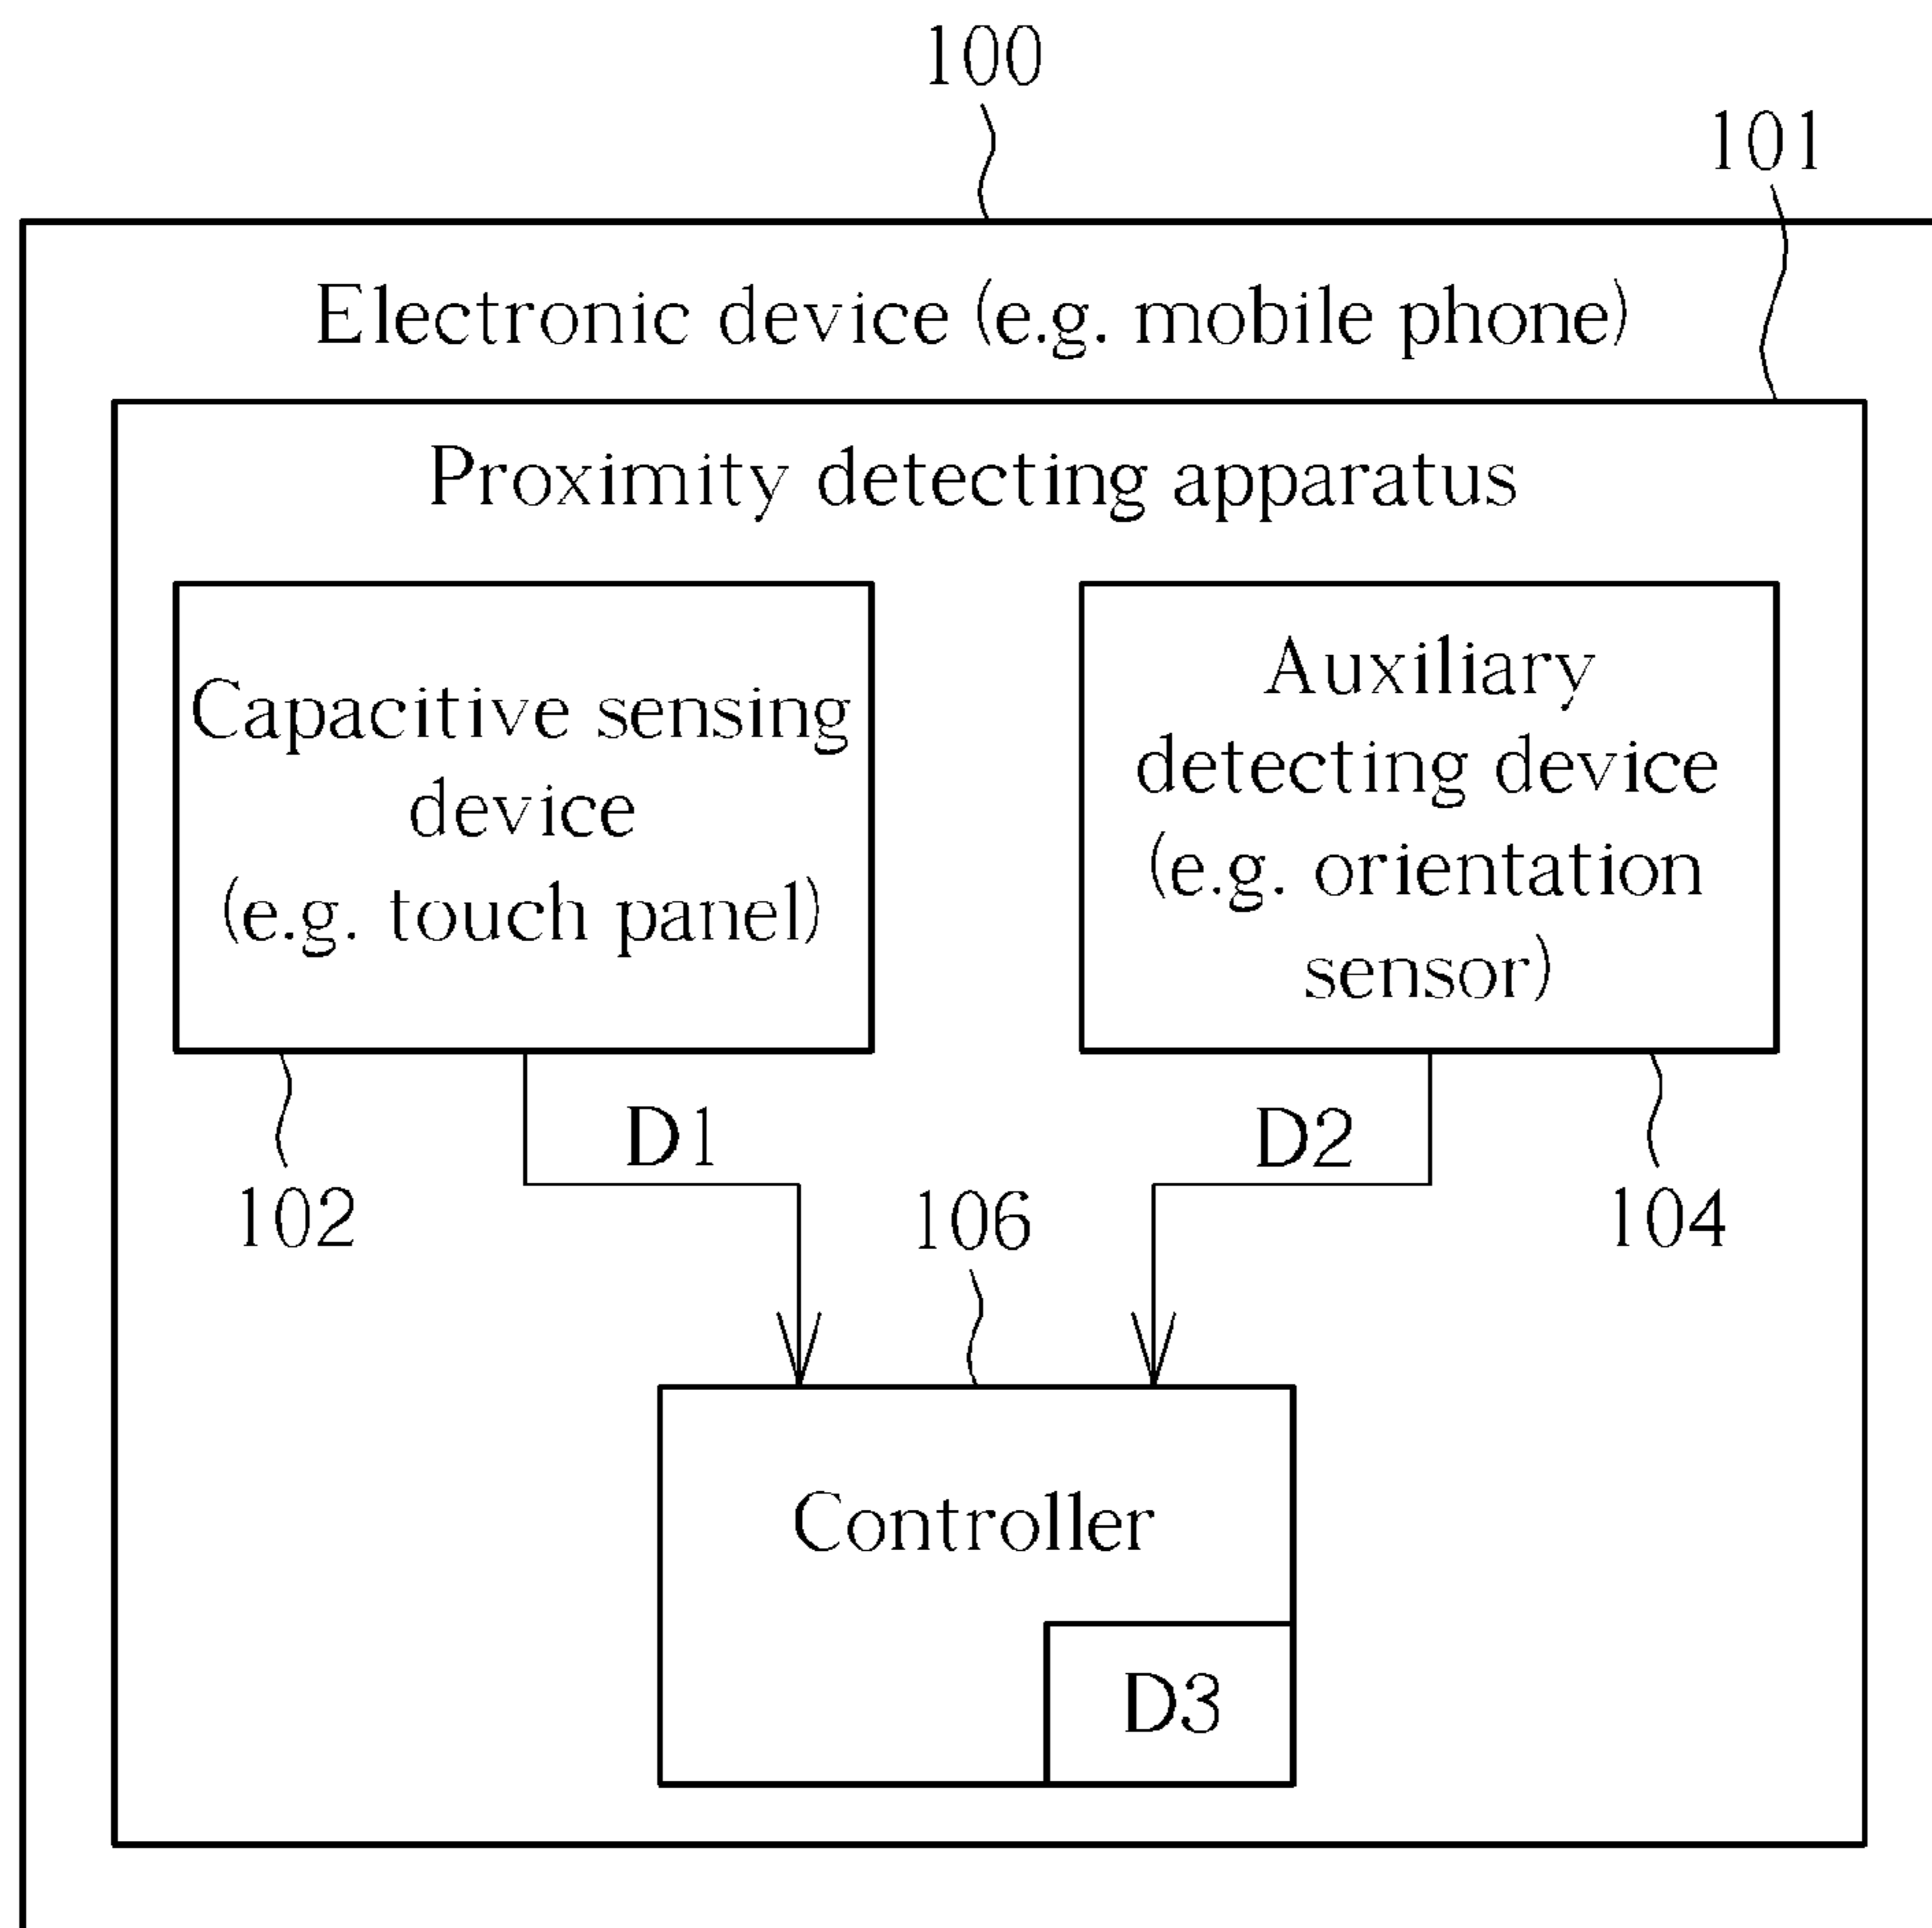 100
101
Electronic device (e.g. mobile phone)
Proximity detecting apparatus
Capacitive sensing
device
(e.g. touch panel)
Auxiliary
detecting device
(e.g. orientation
sensor)
D1
D2
102
106
104
Controller
D3